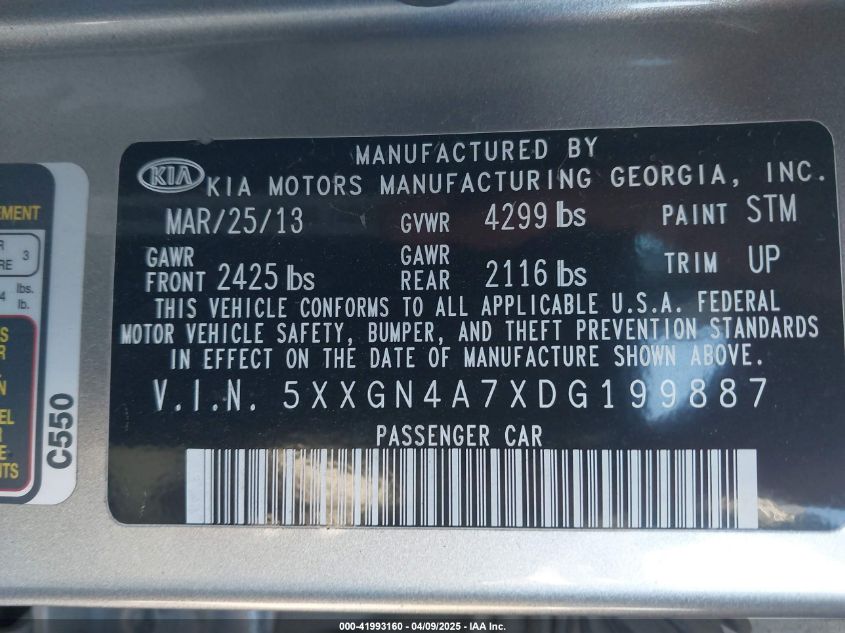 MANUFACTURED BY
KIA
KIA MOTORS MANUFACTURING GEORGIA, INC.
MAR/25/13 GVWR 4299 lbs PAINT STM
GAWR FRONT 2425 lbs GAWR REAR 2116 lbs TRIM UP
THIS VEHICLE CONFORMS TO ALL APPLICABLE U.S.A. FEDERAL
MOTOR VEHICLE SAFETY, BUMPER, AND THEFT PREVENTION STANDARDS
IN EFFECT ON THE DATE OF MANUFACTURE SHOWN ABOVE.
V.I.N. 5XXGN4A7XDG199887
PASSENGER CAR
3
lbs.
lb.
C550
000-41993160 - 04/09/2025 - IAA Inc.